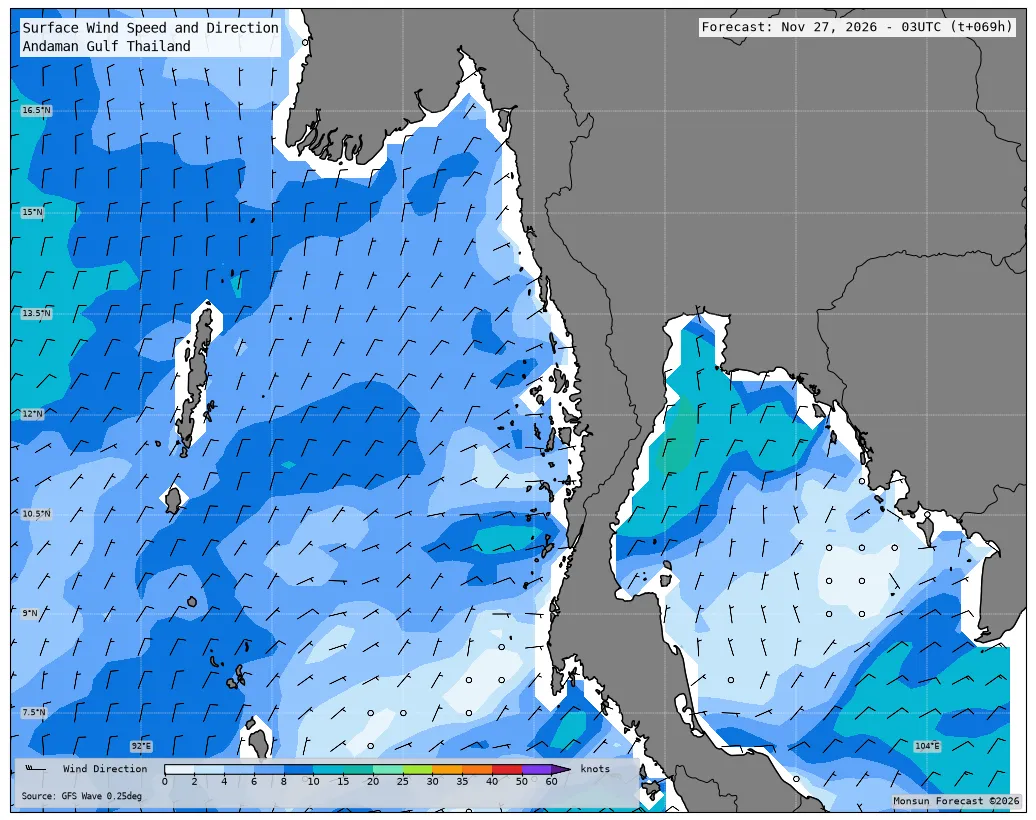 Surface Wind Speed and Direction
Andaman Gulf Thailand
Forecast: Nov 27, 2026 - 03UTC (t+069h)
16.5°N
15°N
13.5°N
12°N
10.5°N
9°N
7.5°N
92°E
104°E
Wind Direction
0 2 4 6 8 10 15 20 25 30 35 40 50 60
knots
Source: GFS Wave 0.25deg
Monsun Forecast ©2026